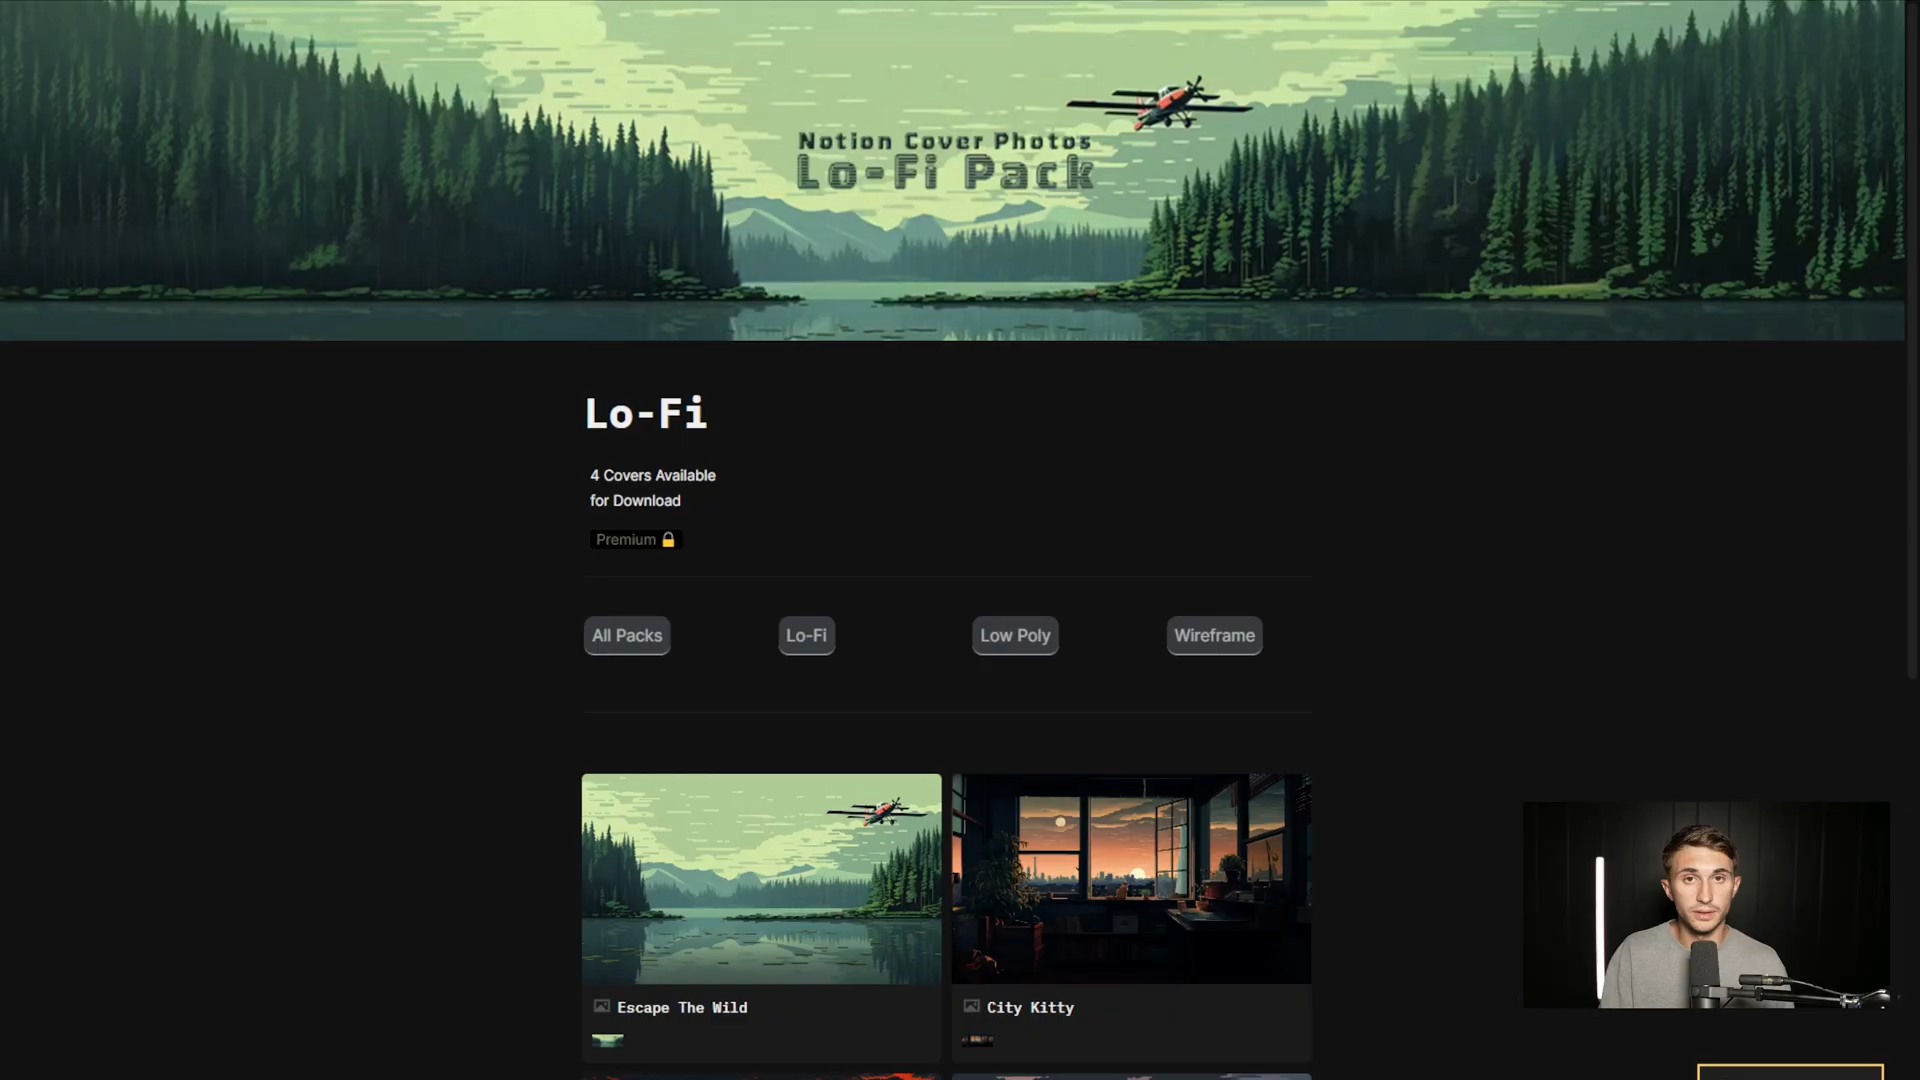 Notion Cover Photos
Lo-Fi Pack
Lo-Fi
4 Covers Available
for Download
Premium
All Packs
Lo-Fi
Low Poly
Wireframe
Escape The Wild
City Kitty